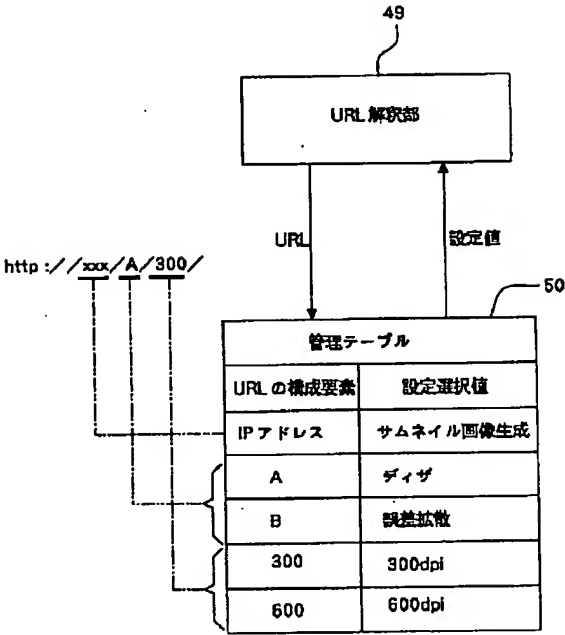 49
URL解釈部
URL
設定値
http://xxx/A/300/
50
管理テーブル
URLの構成要素 設定選択値
IPアドレス サムネイル画像生成
A ディザ
B 誤差拡散
300 300dpi
600 600dpi